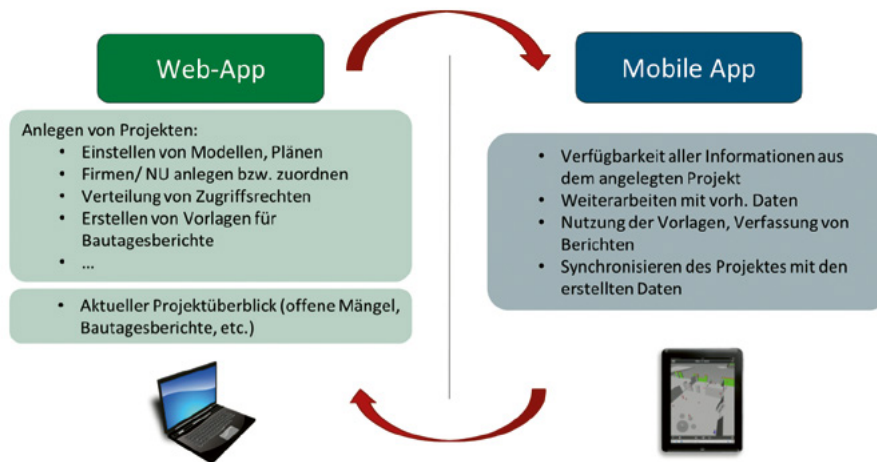 Web-App
Anlegen von Projekten:
• Einstellen von Modellen, Plänen
• Firmen/ NU anlegen bzw. zuordnen
• Verteilung von Zugriffsrechten
• Erstellen von Vorlagen für
Bautagesberichte
• ...
• Aktueller Projektüberblick (offene Mängel,
Bautagesberichte, etc.)
Mobile App
• Verfügbarkeit aller Informationen aus
dem angelegten Projekt
• Weiterarbeiten mit vorh. Daten
• Nutzung der Vorlagen, Verfassung von
Berichten
• Synchronisieren des Projektes mit den
erstellten Daten